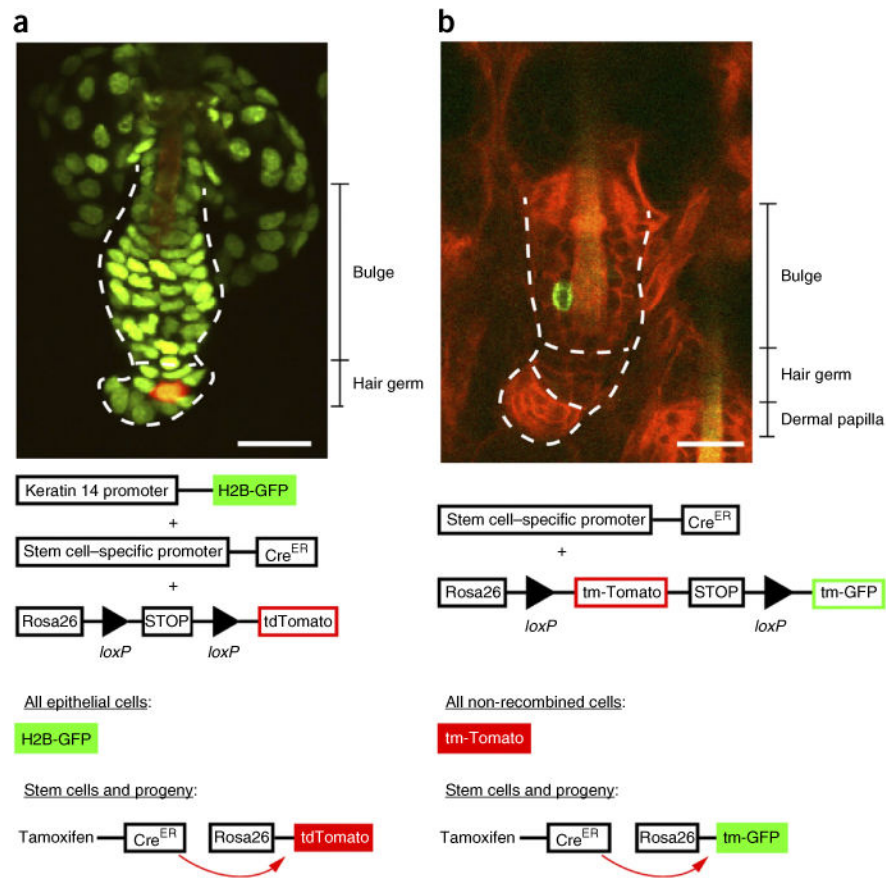 a
Bulge
Hair germ
Keratin 14 promoter
H2B-GFP
+
Stem cell–specific promoter
Cre^ER
+
Rosa26
STOP
tdTomato
loxP
loxP
All epithelial cells:
H2B-GFP
Stem cells and progeny:
Tamoxifen
Cre^ER
Rosa26
tdTomato
b
Bulge
Hair germ
Dermal papilla
Stem cell–specific promoter
Cre^ER
+
Rosa26
tm-Tomato
STOP
tm-GFP
loxP
loxP
All non-recombined cells:
tm-Tomato
Stem cells and progeny:
Tamoxifen
Cre^ER
Rosa26
tm-GFP